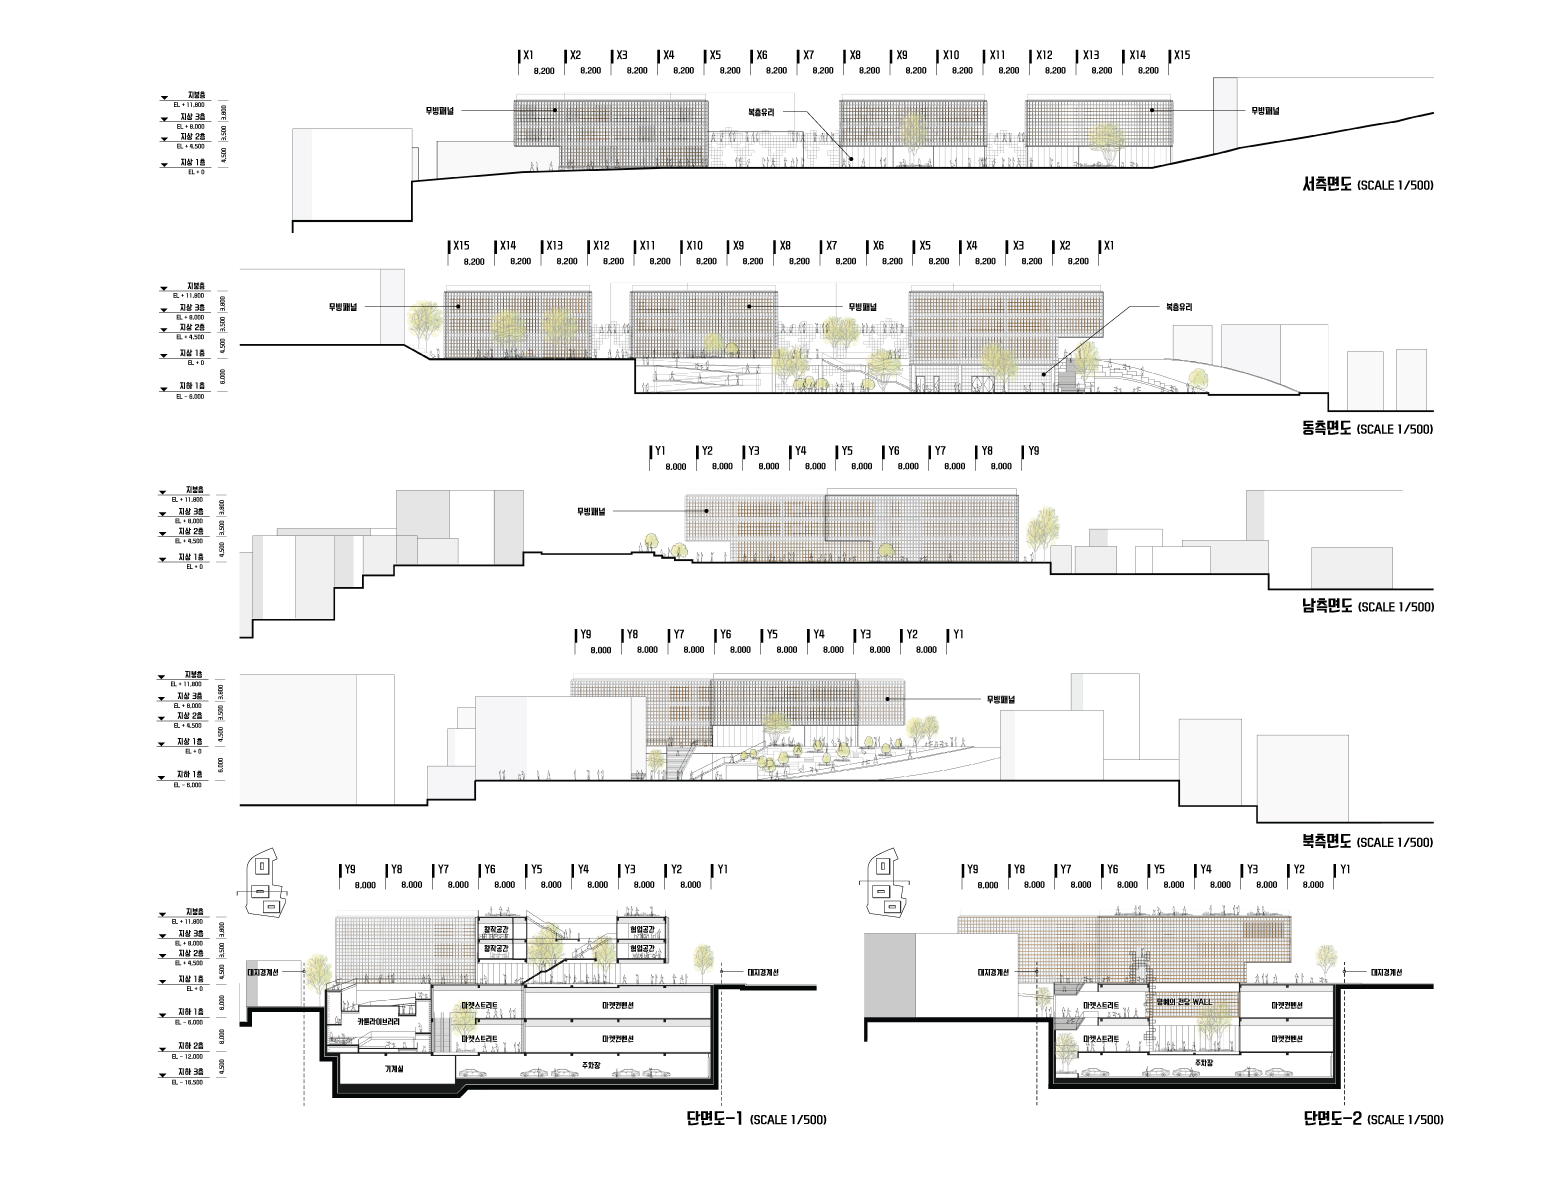 X1 X2 X3 X4 X5 X6 X7 X8 X9 X10 X11 X12 X13 X14 X15
8,200 8,200 8,200 8,200 8,200 8,200 8,200 8,200 8,200 8,200 8,200 8,200 8,200 8,200
지붕층
EL + 11,800
지상 3층
EL + 8,000
지상 2층
EL + 4,500
지상 1층
EL + 0
3,800
3,500
4,500
무빙패널
복층유리
무빙패널
서측면도 (SCALE 1/500)
X15 X14 X13 X12 X11 X10 X9 X8 X7 X6 X5 X4 X3 X2 X1
8,200 8,200 8,200 8,200 8,200 8,200 8,200 8,200 8,200 8,200 8,200 8,200 8,200 8,200
지붕층
EL + 11,800
지상 3층
EL + 8,000
지상 2층
EL + 4,500
지상 1층
EL + 0
지하 1층
EL - 6,000
3,800
3,500
4,500
6,000
무빙패널
무빙패널
복층유리
동측면도 (SCALE 1/500)
Y1 Y2 Y3 Y4 Y5 Y6 Y7 Y8 Y9
8,000 8,000 8,000 8,000 8,000 8,000 8,000 8,000
지붕층
EL + 11,800
지상 3층
EL + 8,000
지상 2층
EL + 4,500
지상 1층
EL + 0
3,800
3,500
4,500
무빙패널
남측면도 (SCALE 1/500)
Y9 Y8 Y7 Y6 Y5 Y4 Y3 Y2 Y1
8,000 8,000 8,000 8,000 8,000 8,000 8,000 8,000
지붕층
EL + 11,800
지상 3층
EL + 8,000
지상 2층
EL + 4,500
지상 1층
EL + 0
지하 1층
EL - 6,000
3,800
3,500
4,500
6,000
무빙패널
북측면도 (SCALE 1/500)
Y9 Y8 Y7 Y6 Y5 Y4 Y3 Y2 Y1
8,000 8,000 8,000 8,000 8,000 8,000 8,000 8,000
지붕층
EL + 11,800
지상 3층
EL + 8,000
지상 2층
EL + 4,500
지상 1층
EL + 0
지하 1층
EL - 6,000
지하 2층
EL - 12,000
지하 3층
EL - 16,500
3,800
3,500
4,500
6,000
6,000
4,500
창작공간 협업공간
창작공간 협업공간
대지경계선 대지경계선
마켓스트리트 마켓컨벤션
카툰라이브러리
마켓스트리트 마켓컨벤션
기계실 주차장
단면도-1 (SCALE 1/500)
Y9 Y8 Y7 Y6 Y5 Y4 Y3 Y2 Y1
8,000 8,000 8,000 8,000 8,000 8,000 8,000 8,000
대지경계선 대지경계선
마켓스트리트 명예의 전당 WALL 마켓컨벤션
마켓스트리트 마켓컨벤션
주차장
단면도-2 (SCALE 1/500)